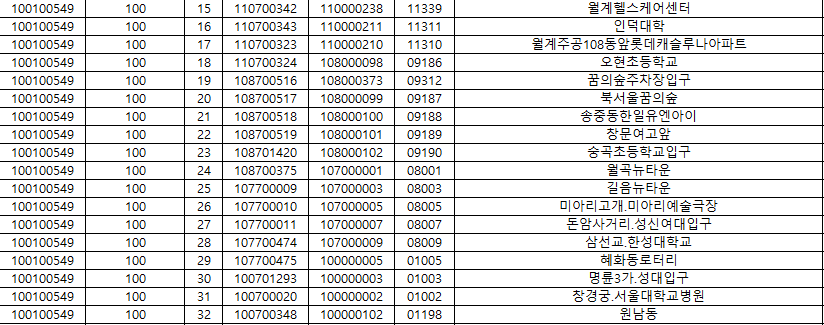 100100549 100 15 110700342 110000238 11339 월계헬스케어센터
100100549 100 16 110700343 110000211 11311 인덕대학
100100549 100 17 110700323 110000210 11310 월계주공108동앞롯데캐슬루나아파트
100100549 100 18 110700324 108000098 09186 오현초등학교
100100549 100 19 108700516 108000373 09312 꿈의숲주차장입구
100100549 100 20 108700517 108000099 09187 북서울꿈의숲
100100549 100 21 108700518 108000100 09188 송중동한일유엔아이
100100549 100 22 108700519 108000101 09189 창문여고앞
100100549 100 23 108701420 108000102 09190 숭곡초등학교입구
100100549 100 24 108700375 107000001 08001 월곡뉴타운
100100549 100 25 107700009 107000003 08003 길음뉴타운
100100549 100 26 107700010 107000005 08005 미아리고개.미아리예술극장
100100549 100 27 107700011 107000007 08007 돈암사거리.성신여대입구
100100549 100 28 107700474 107000009 08009 삼선교.한성대학교
100100549 100 29 107700475 100000005 01005 혜화동로터리
100100549 100 30 100701293 100000003 01003 명륜3가.성대입구
100100549 100 31 100700020 100000002 01002 창경궁.서울대학교병원
100100549 100 32 100700348 100000102 01198 원남동